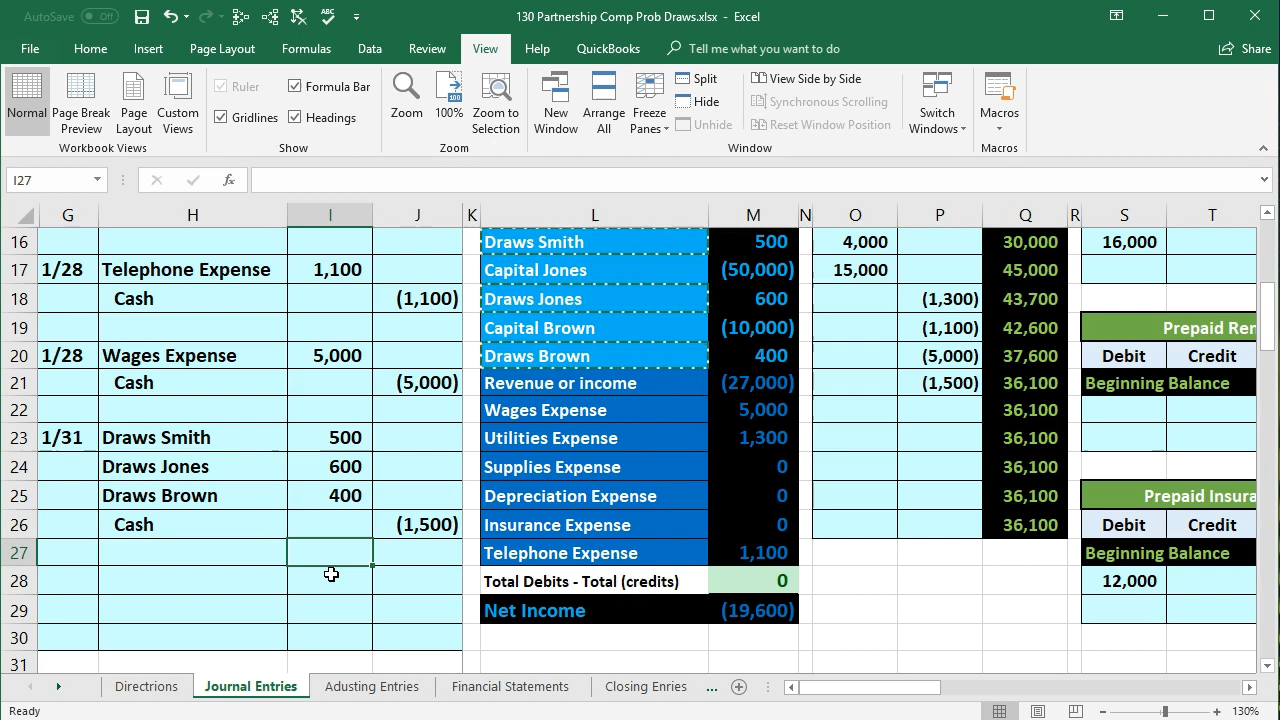 AutoSave Off 130 Partnership Comp Prob Draws.xlsx - Excel
File Home Insert Page Layout Formulas Data Review View Help QuickBooks Tell me what you want to do Share
Normal Page Break Preview Page Layout Custom Views
Workbook Views
Ruler Formula Bar
Gridlines Headings
Show
Zoom 100% Zoom to Selection
Zoom
New Window Arrange All Freeze Panes
Split
Hide
Unhide
View Side by Side
Synchronous Scrolling
Reset Window Position
Switch Windows
Window
Macros
Macros
I27 fx
G H I J K L M N O P Q R S T
16 Draws Smith 500 4,000 30,000 16,000
17 1/28 Telephone Expense 1,100 Capital Jones (50,000) 15,000 45,000
18 Cash (1,100) Draws Jones 600 (1,300) 43,700
19 Capital Brown (10,000) (1,100) 42,600 Prepaid Ren
20 1/28 Wages Expense 5,000 Draws Brown 400 (5,000) 37,600 Debit Credit
21 Cash (5,000) Revenue or income (27,000) (1,500) 36,100 Beginning Balance
22 Wages Expense 5,000 36,100
23 1/31 Draws Smith 500 Utilities Expense 1,300 36,100
24 Draws Jones 600 Supplies Expense 0 36,100
25 Draws Brown 400 Depreciation Expense 0 36,100 Prepaid Insura
26 Cash (1,500) Insurance Expense 0 36,100 Debit Credit
27 Telephone Expense 1,100 Beginning Balance
28 Total Debits - Total (credits) 0 12,000
29 Net Income (19,600)
30
31
Directions Journal Entries Adusting Entries Financial Statements Closing Enries ...
Ready 130%